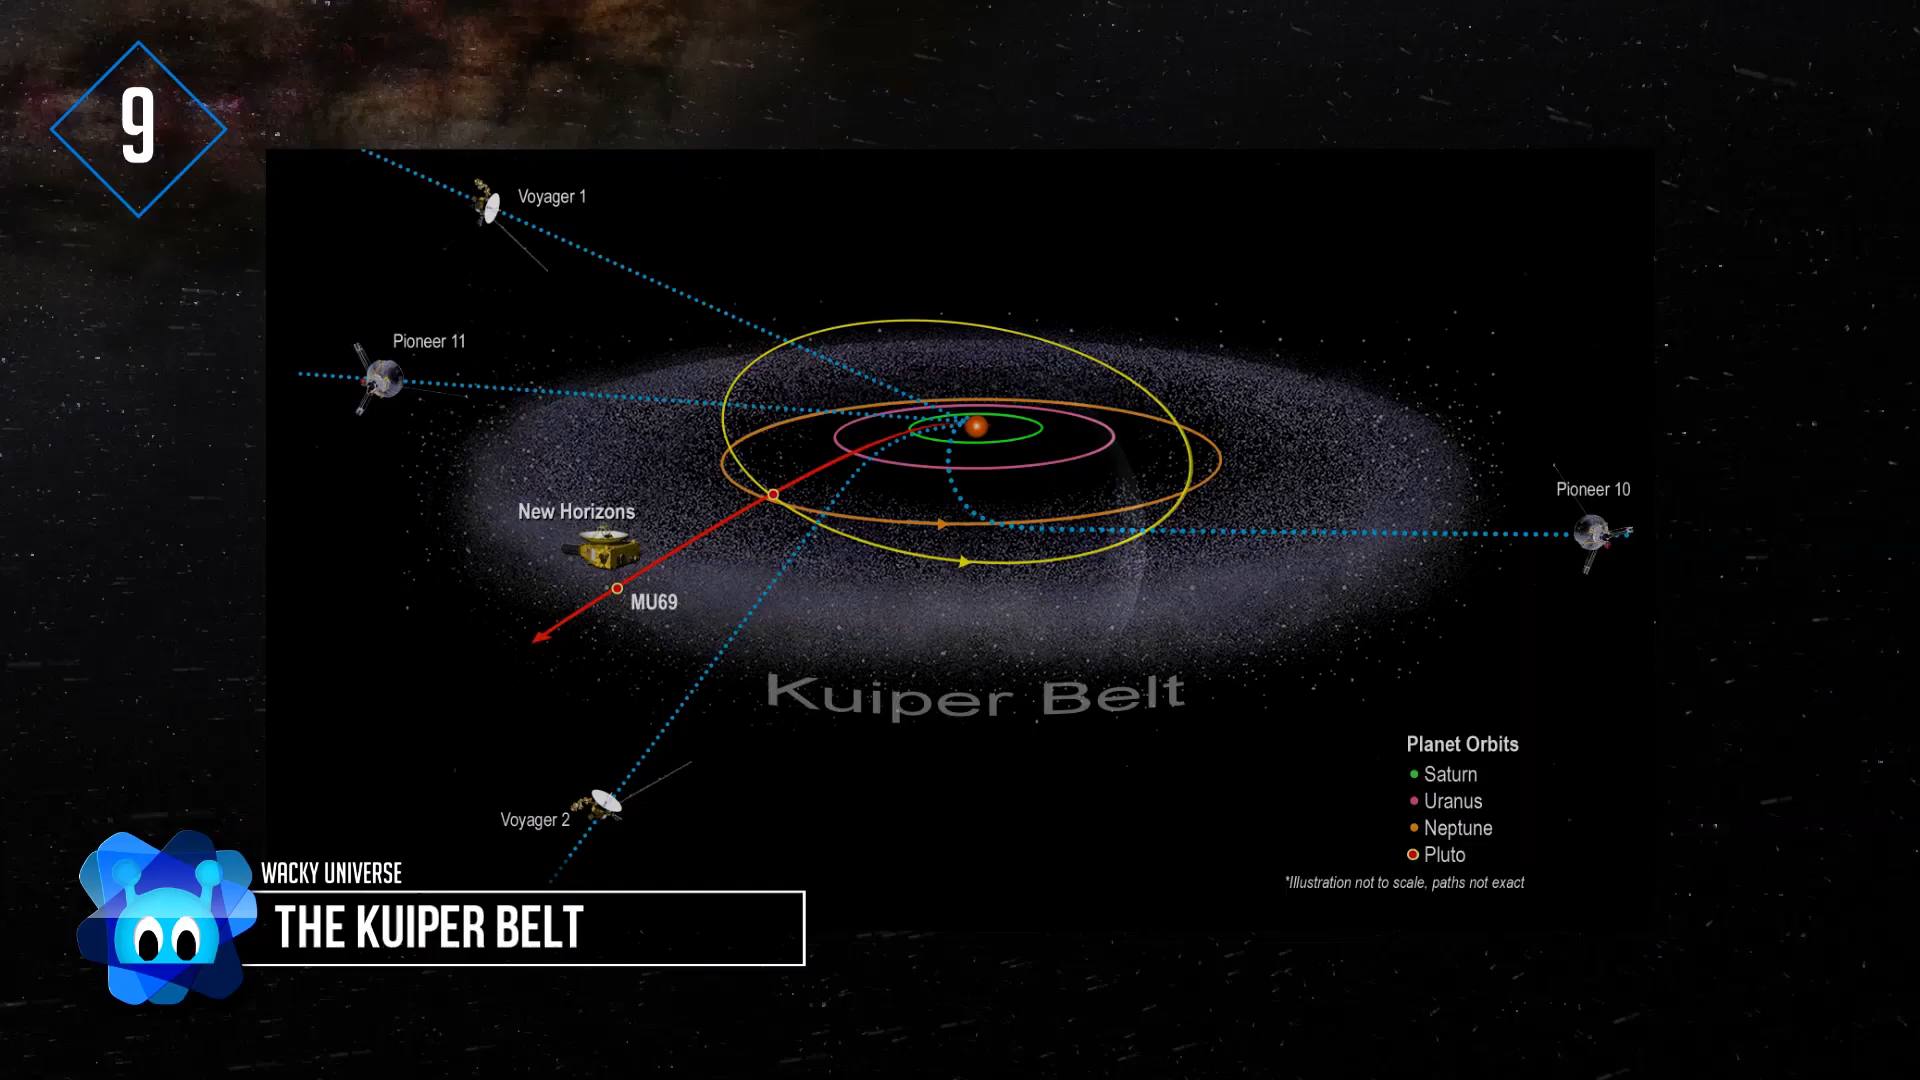 9
Voyager 1
Pioneer 11
Pioneer 10
New Horizons
MU69
Kuiper Belt
Voyager 2
Planet Orbits
Saturn
Uranus
Neptune
Pluto
*Illustration not to scale, paths not exact
WACKY UNIVERSE
THE KUIPER BELT